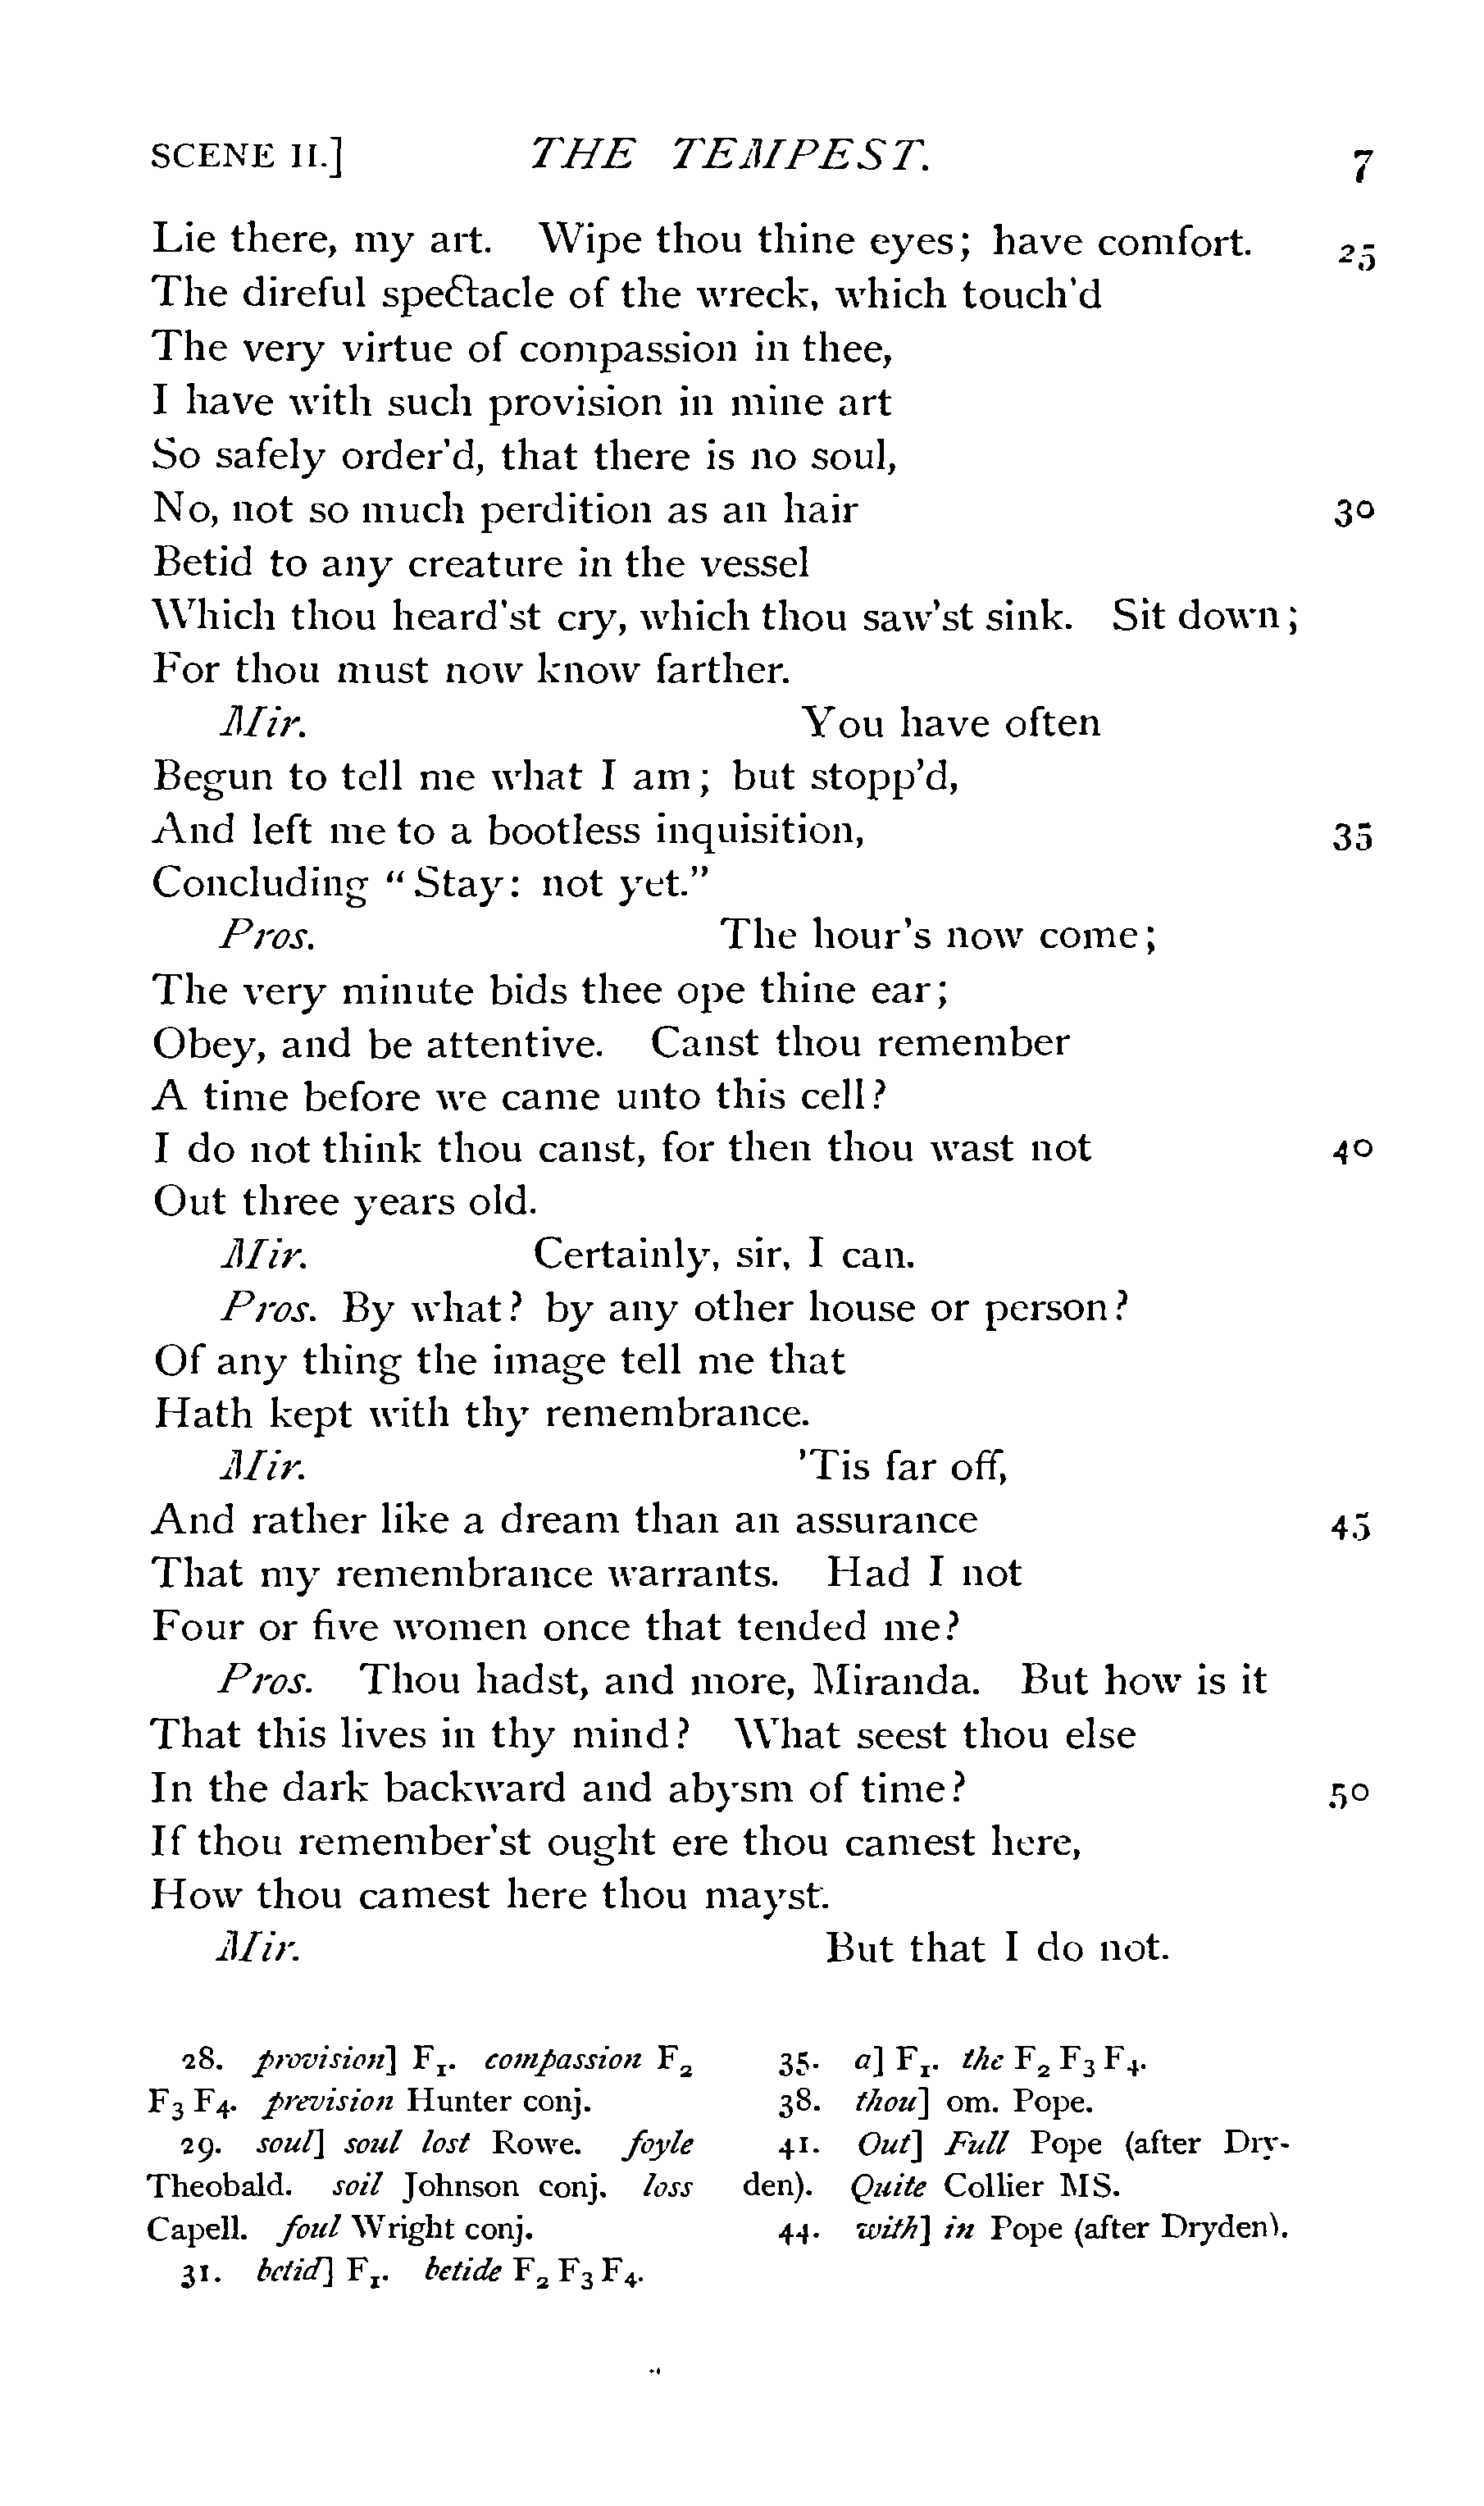 SCENE II.] THE TEMPEST. 7
Lie there, my art. Wipe thou thine eyes; have comfort. 25
The direful spectacle of the wreck, which touch'd
The very virtue of compassion in thee,
I have with such provision in mine art
So safely order'd, that there is no soul,
No, not so much perdition as an hair 30
Betid to any creature in the vessel
Which thou heard'st cry, which thou saw'st sink. Sit down;
For thou must now know farther.
Mir. You have often
Begun to tell me what I am; but stopp'd,
And left me to a bootless inquisition, 35
Concluding "Stay: not yet."
Pros. The hour's now come;
The very minute bids thee ope thine ear;
Obey, and be attentive. Canst thou remember
A time before we came unto this cell?
I do not think thou canst, for then thou wast not 40
Out three years old.
Mir. Certainly, sir, I can.
Pros. By what? by any other house or person?
Of any thing the image tell me that
Hath kept with thy remembrance.
Mir. 'Tis far off,
And rather like a dream than an assurance 45
That my remembrance warrants. Had I not
Four or five women once that tended me?
Pros. Thou hadst, and more, Miranda. But how is it
That this lives in thy mind? What seest thou else
In the dark backward and abysm of time? 50
If thou remember'st ought ere thou camest here,
How thou camest here thou mayst.
Mir. But that I do not.
28. provision] F1. compassion F2
F3 F4. prevision Hunter conj.
29. soul] soul lost Rowe. foyle
Theobald. soil Johnson conj. loss
Capell. foul Wright conj.
31. betid] F1. betide F2 F3 F4.
35. a] F1. the F2 F3 F4.
38. thou] om. Pope.
41. Out] Full Pope (after Dry-
den). Quite Collier MS.
44. with] in Pope (after Dryden).